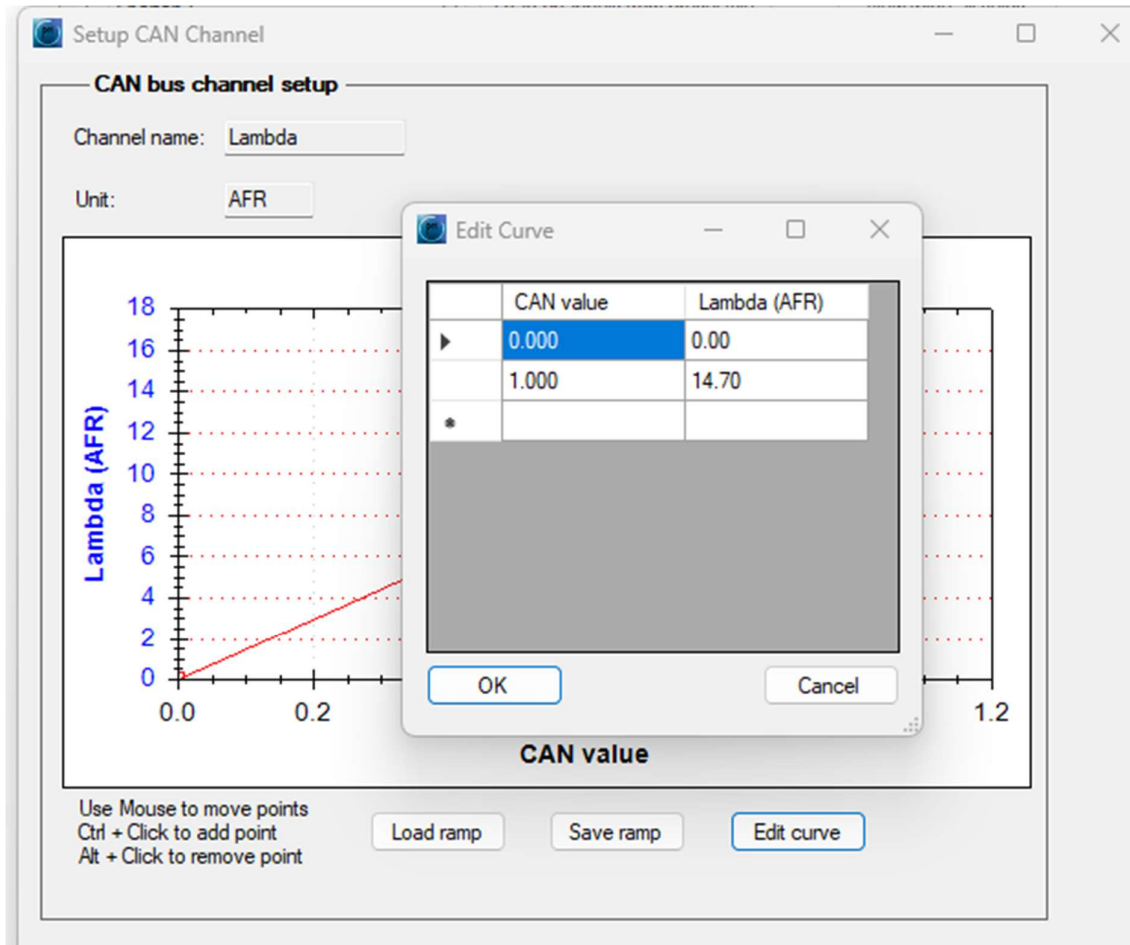 Setup CAN Channel
CAN bus channel setup
Channel name: Lambda
Unit: AFR
Edit Curve
CAN value Lambda (AFR)
0.000 0.00
1.000 14.70
OK Cancel
18
16
14
12
10
8
6
4
2
0
Lambda (AFR)
0.0 0.2 1.2
CAN value
Use Mouse to move points
Ctrl + Click to add point
Alt + Click to remove point
Load ramp Save ramp Edit curve